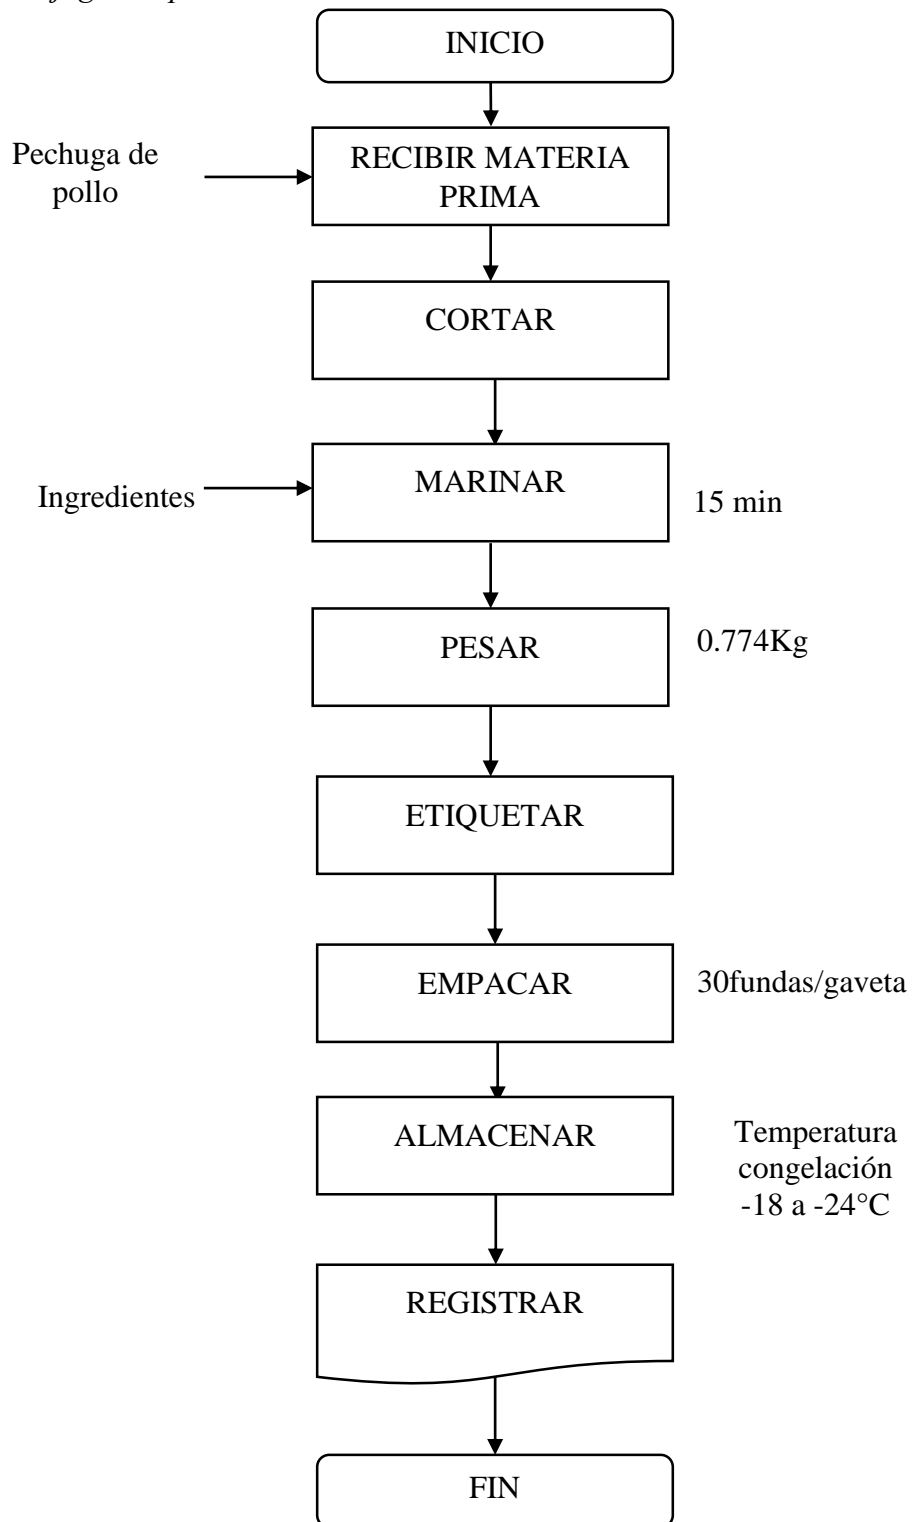 INICIO
Pechuga de
pollo
RECIBIR MATERIA
PRIMA
CORTAR
Ingredientes
MARINAR
15 min
PESAR
0.774Kg
ETIQUETAR
EMPACAR
30fundas/gaveta
ALMACENAR
Temperatura
congelación
-18 a -24°C
REGISTRAR
FIN